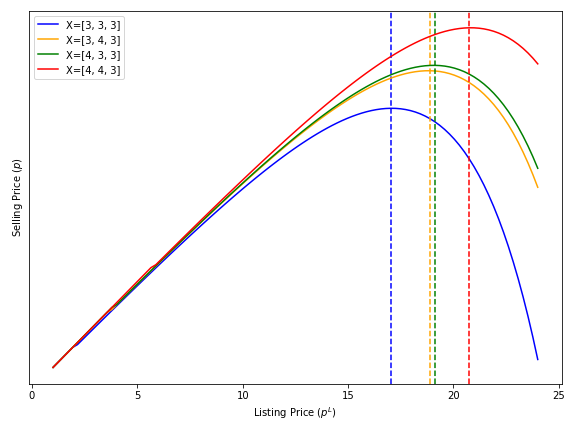 X=[3, 3, 3]
X=[3, 4, 3]
X=[4, 3, 3]
X=[4, 4, 3]
Selling Price (p)
0 5 10 15 20 25
Listing Price (p^L)